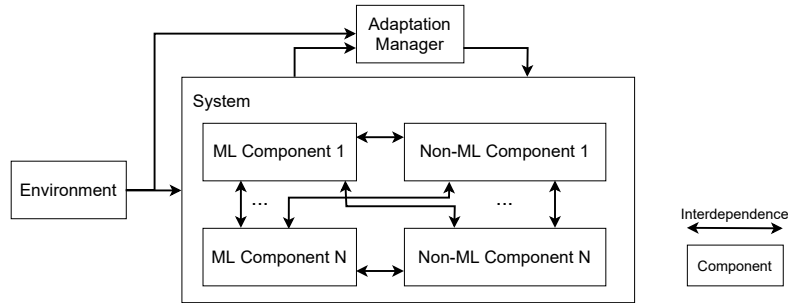 Adaptation
Manager
System
ML Component 1
Non-ML Component 1
Environment
...
...
Interdependence
ML Component N
Non-ML Component N
Component